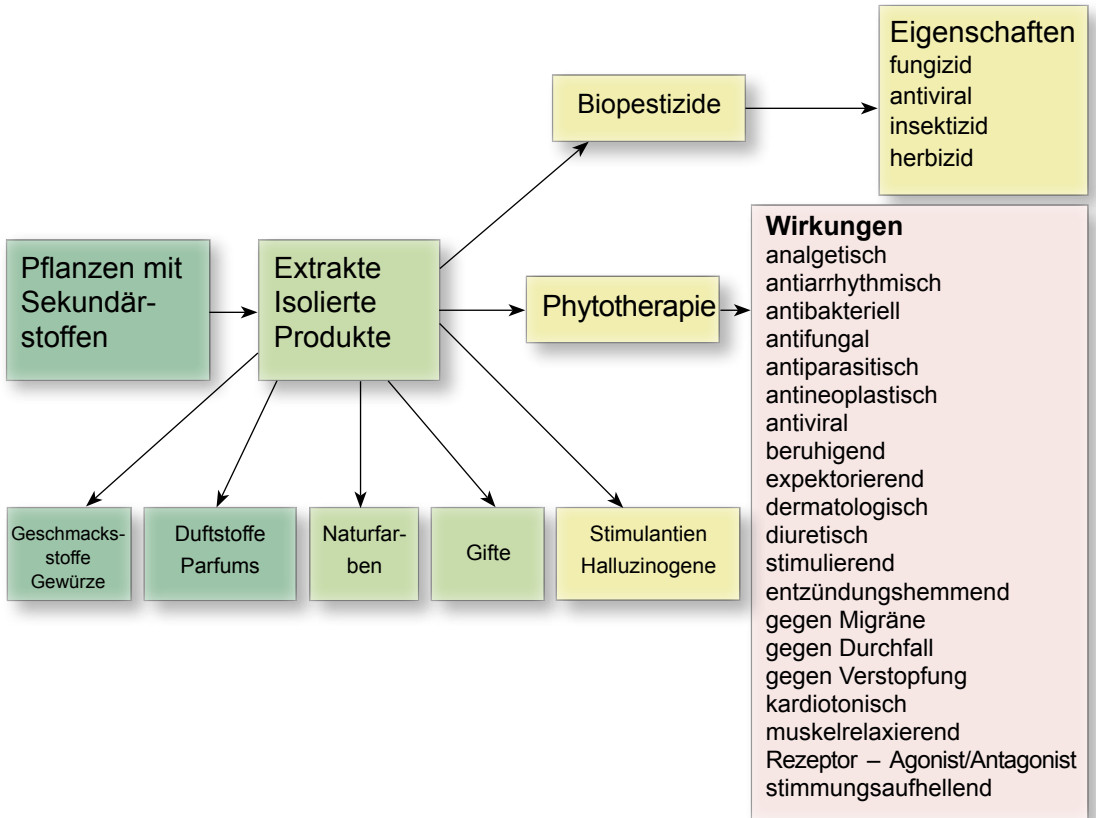 Eigenschaften
fungizid
antiviral
insektizid
herbizid
Biopestizide
Pflanzen mit
Sekundär-
stoffen
Extrakte
Isolierte
Produkte
Phytotherapie
Wirkungen
analgetisch
antiarrhythmisch
antibakteriell
antifungal
antiparasitisch
antineoplastisch
antiviral
beruhigend
expektorierend
dermatologisch
diuretisch
stimulierend
entzündungshemmend
gegen Migräne
gegen Durchfall
gegen Verstopfung
kardiotonisch
muskelrelaxierend
Rezeptor – Agonist/Antagonist
stimmungsaufhellend
Geschmacks-
stoffe
Gewürze
Duftstoffe
Parfums
Naturfar-
ben
Gifte
Stimulantien
Halluzinogene